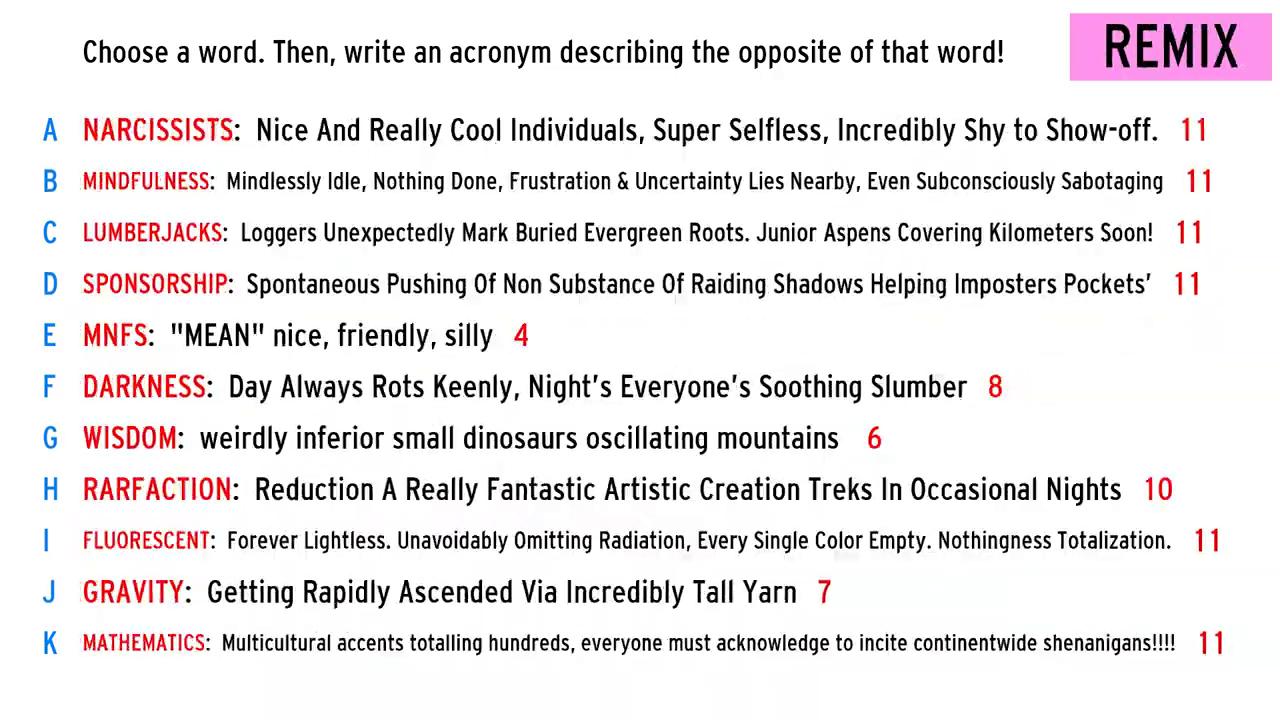 Choose a word. Then, write an acronym describing the opposite of that word!
REMIX
A NARCISSISTS: Nice And Really Cool Individuals, Super Selfless, Incredibly Shy to Show-off. 11
B MINDFULNESS: Mindlessly Idle, Nothing Done, Frustration & Uncertainty Lies Nearby, Even Subconsciously Sabotaging 11
C LUMBERJACKS: Loggers Unexpectedly Mark Buried Evergreen Roots. Junior Aspens Covering Kilometers Soon! 11
D SPONSORSHIP: Spontaneous Pushing Of Non Substance Of Raiding Shadows Helping Imposters Pockets’ 11
E MNFS: "MEAN" nice, friendly, silly 4
F DARKNESS: Day Always Rots Keenly, Night’s Everyone’s Soothing Slumber 8
G WISDOM: weirdly inferior small dinosaurs oscillating mountains 6
H RARFACTION: Reduction A Really Fantastic Artistic Creation Treks In Occasional Nights 10
I FLUORESCENT: Forever Lightless. Unavoidably Omitting Radiation, Every Single Color Empty. Nothingness Totalization. 11
J GRAVITY: Getting Rapidly Ascended Via Incredibly Tall Yarn 7
K MATHEMATICS: Multicultural accents totalling hundreds, everyone must acknowledge to incite continentwide shenanigans!!!! 11